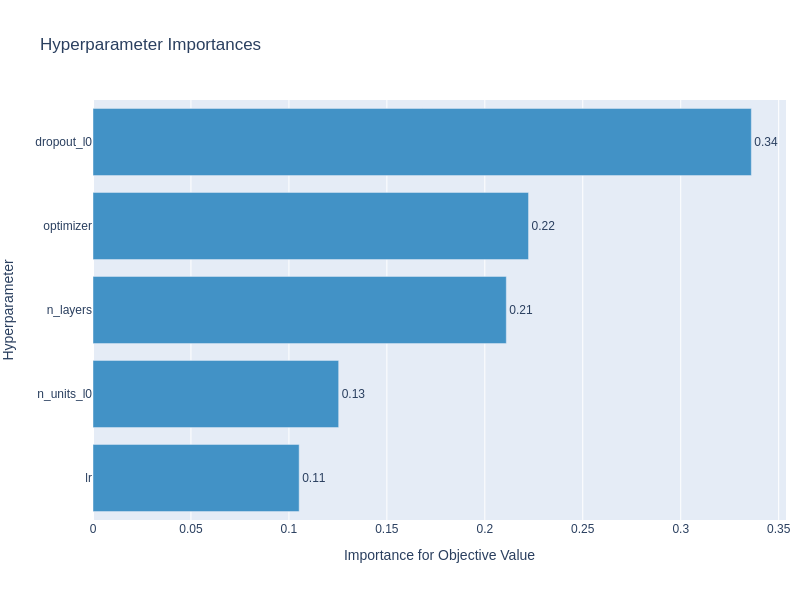 Hyperparameter Importances
Hyperparameter
dropout_l0
0.34
optimizer
0.22
n_layers
0.21
n_units_l0
0.13
lr
0.11
0
0.05
0.1
0.15
0.2
0.25
0.3
0.35
Importance for Objective Value